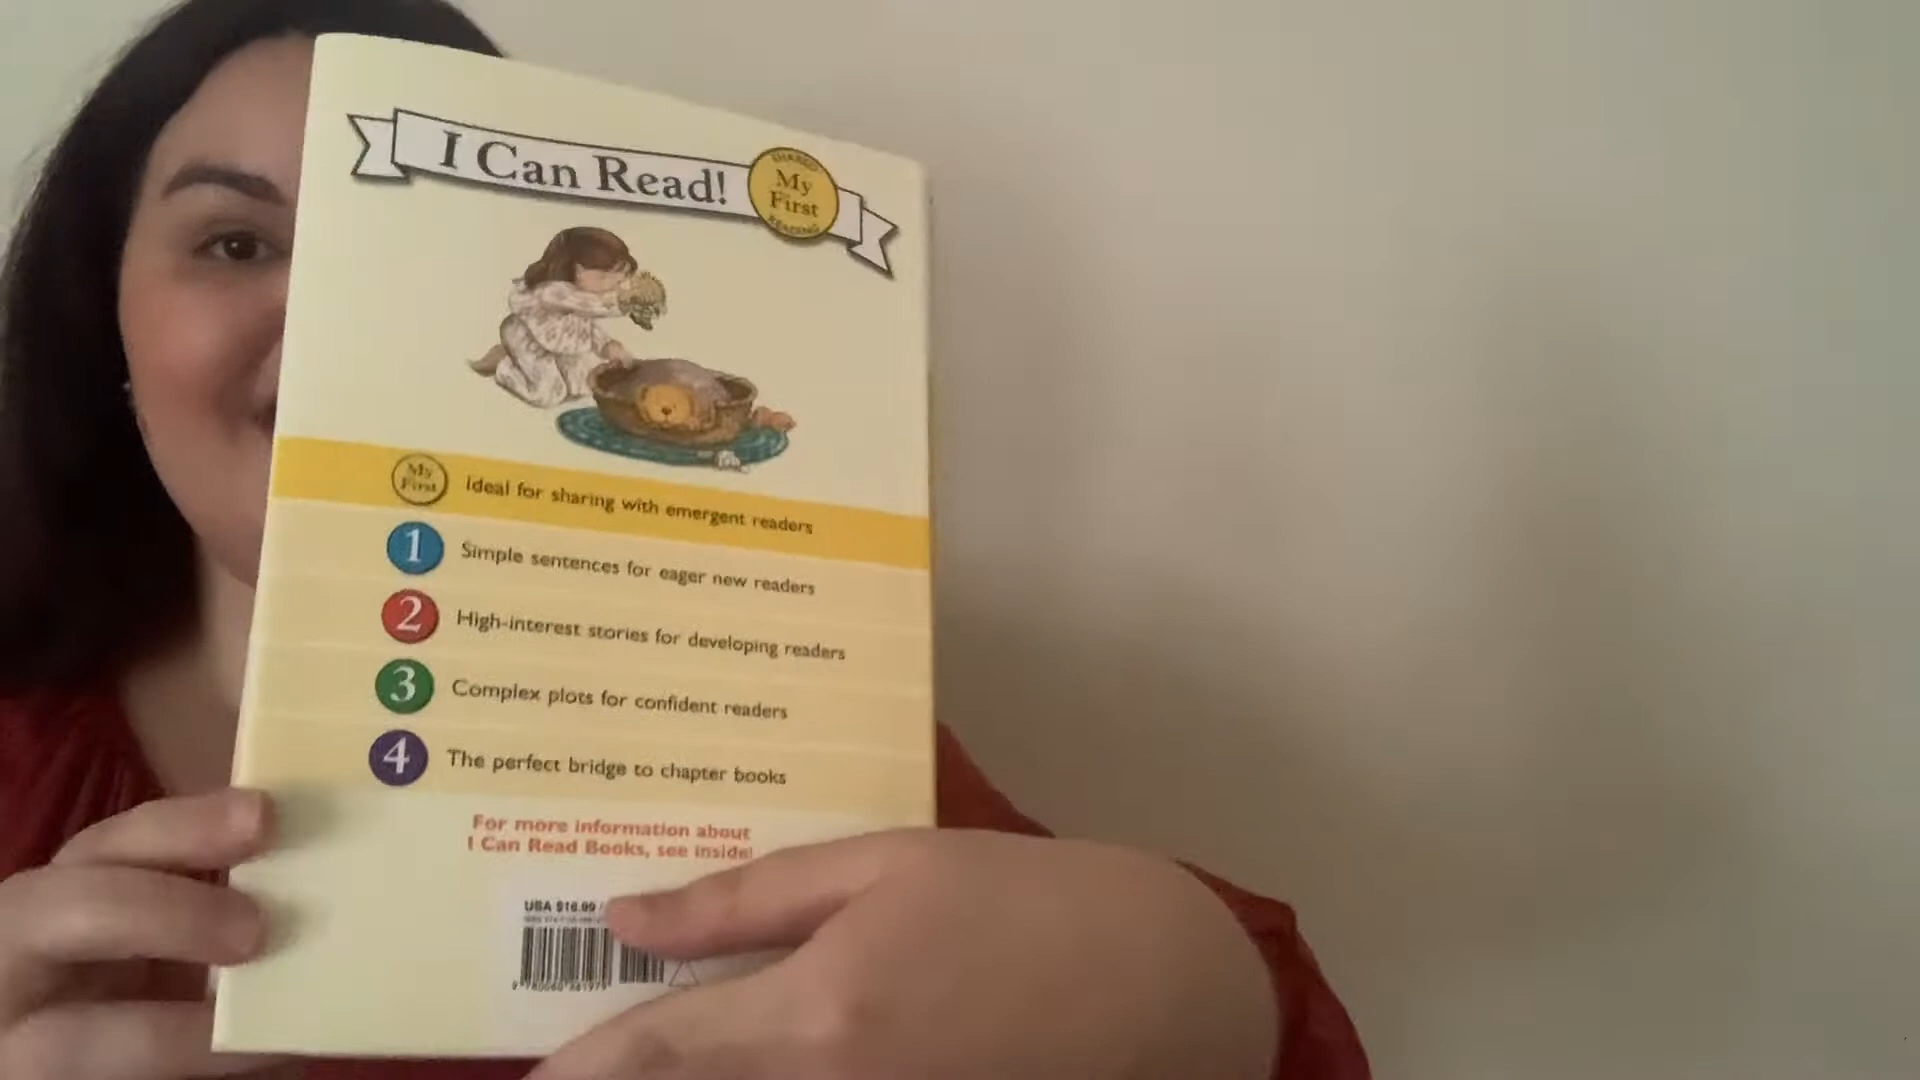 I Can Read!
SHARED
My
First
READING
My
First
Ideal for sharing with emergent readers
1 Simple sentences for eager new readers
2 High-interest stories for developing readers
3 Complex plots for confident readers
4 The perfect bridge to chapter books
For more information about
I Can Read Books, see inside!
USA $16.99